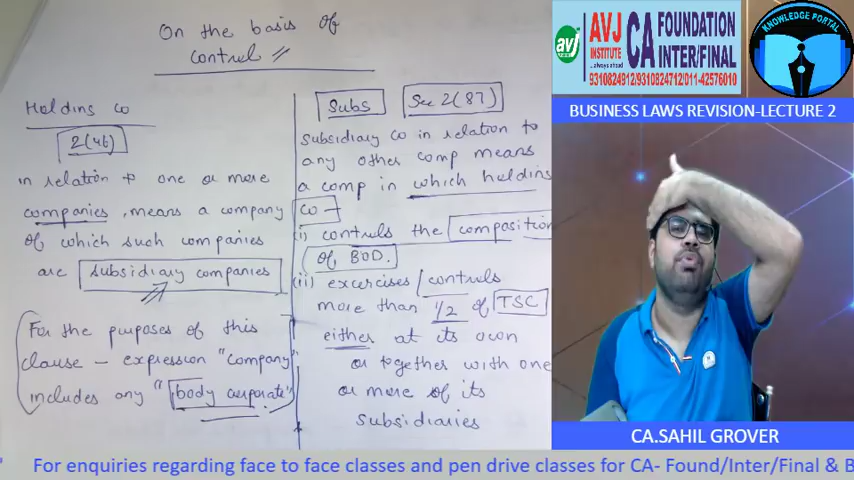 On the basis of
control
Holding co
2(46)
in relation to one or more
companies, means a company
of which such companies
are subsidiary companies
For the purposes of this
clause - expression "company"
includes any "body corporate"
Subs Sec 2(87)
Subsidiary co in relation to
any other comp means
a comp in which holding
co -
(i) controls the composition
of BOD.
(ii) excercises/controls
more than 1/2 of TSC
either at its own
or together with one
or more of its
subsidiaries
avj
AVJ
INSTITUTE
...always ahead
CA FOUNDATION
INTER/FINAL
9310824912/9310824712/011-42576010
KNOWLEDGE PORTAL
BUSINESS LAWS REVISION-LECTURE 2
CA.SAHIL GROVER
For enquiries regarding face to face classes and pen drive classes for CA- Found/Inter/Final & B